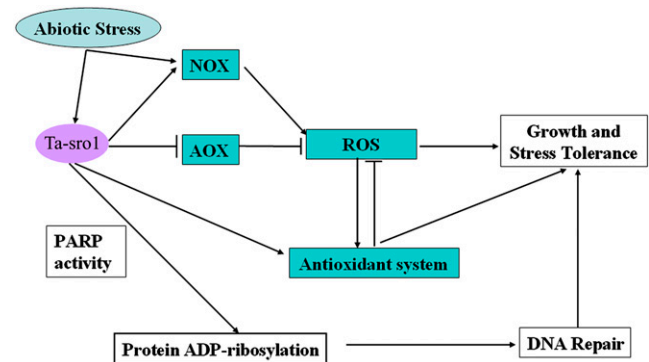 Abiotic Stress
NOX
Ta-sro1
AOX
ROS
Growth and
Stress Tolerance
PARP
activity
Antioxidant system
Protein ADP-ribosylation
DNA Repair